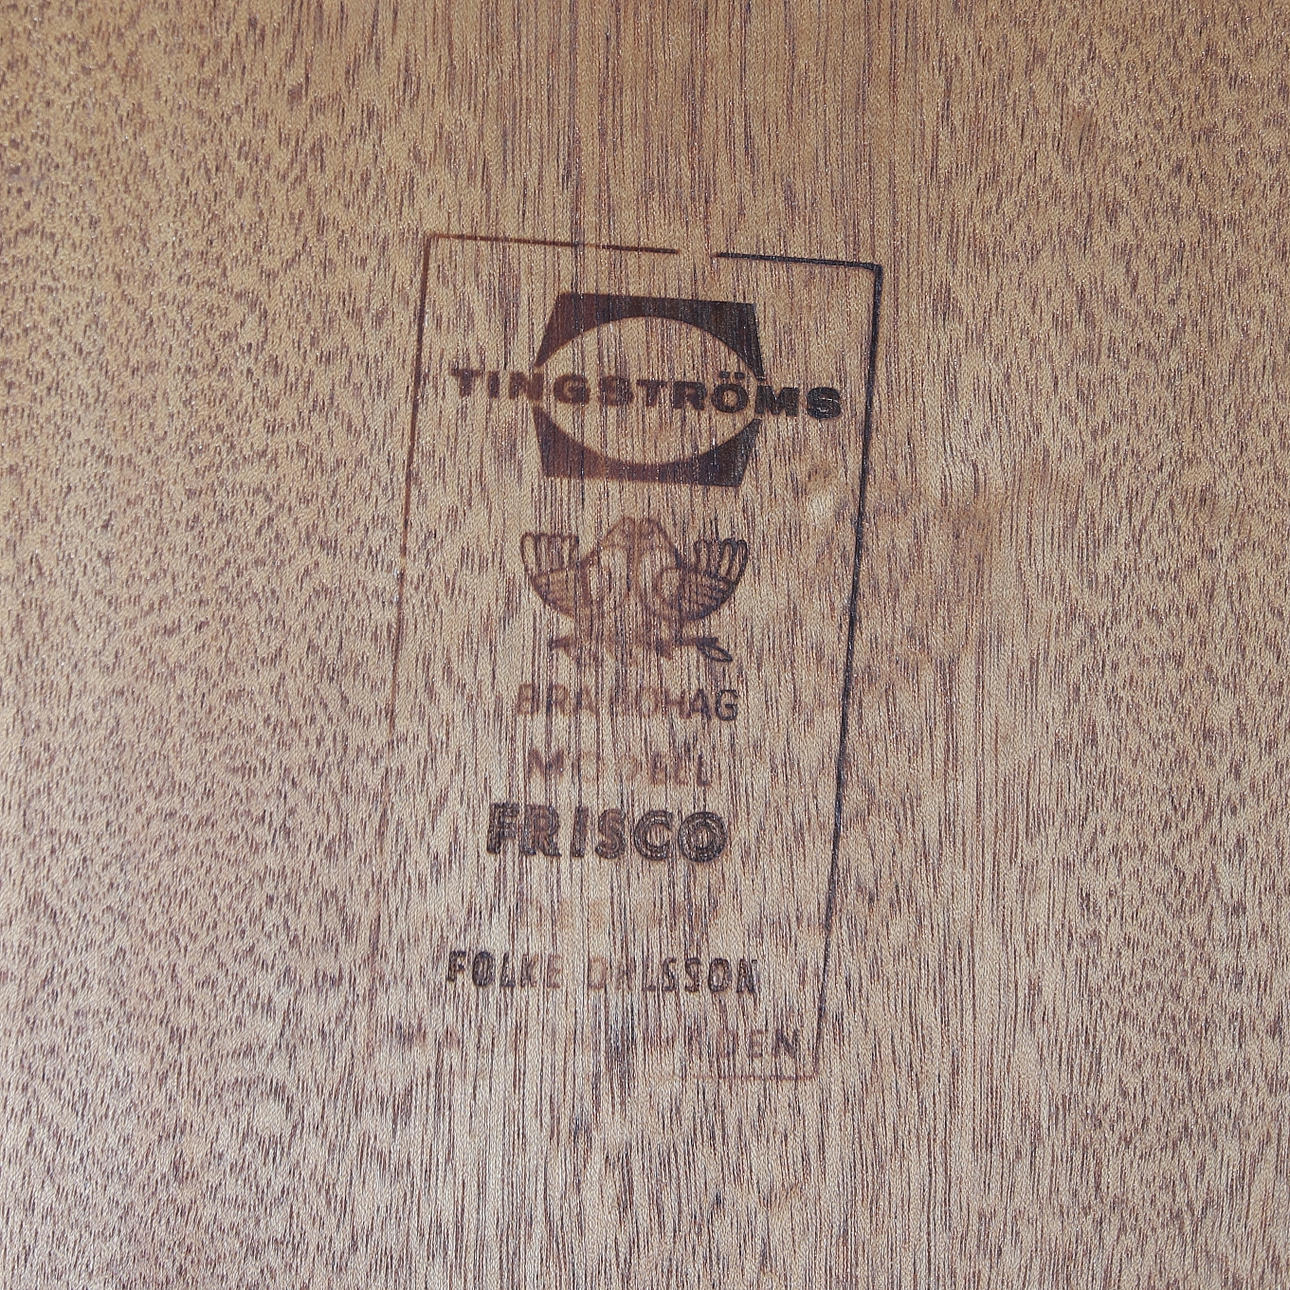 TINGSTRÖMS
BRA BOHAG
MODELL
FRISCO
FOLKE OHLSSON